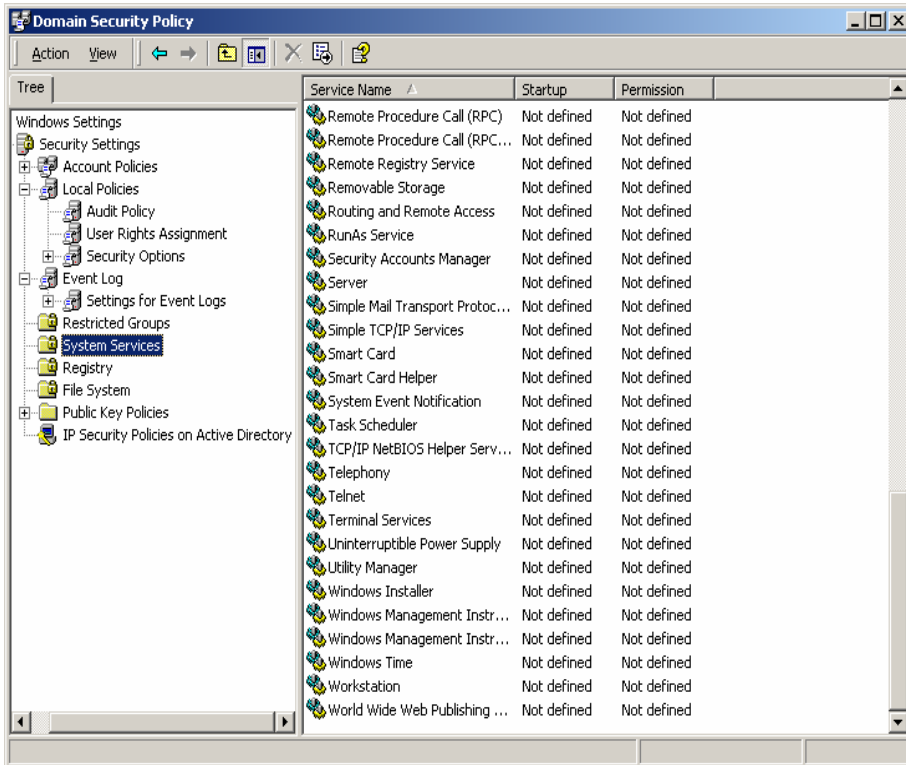 Domain Security Policy
Action View
Tree
Windows Settings
Security Settings
Account Policies
Local Policies
Audit Policy
User Rights Assignment
Security Options
Event Log
Settings for Event Logs
Restricted Groups
System Services
Registry
File System
Public Key Policies
IP Security Policies on Active Directory
Service Name Startup Permission
Remote Procedure Call (RPC) Not defined Not defined
Remote Procedure Call (RPC... Not defined Not defined
Remote Registry Service Not defined Not defined
Removable Storage Not defined Not defined
Routing and Remote Access Not defined Not defined
RunAs Service Not defined Not defined
Security Accounts Manager Not defined Not defined
Server Not defined Not defined
Simple Mail Transport Protoc... Not defined Not defined
Simple TCP/IP Services Not defined Not defined
Smart Card Not defined Not defined
Smart Card Helper Not defined Not defined
System Event Notification Not defined Not defined
Task Scheduler Not defined Not defined
TCP/IP NetBIOS Helper Serv... Not defined Not defined
Telephony Not defined Not defined
Telnet Not defined Not defined
Terminal Services Not defined Not defined
Uninterruptible Power Supply Not defined Not defined
Utility Manager Not defined Not defined
Windows Installer Not defined Not defined
Windows Management Instr... Not defined Not defined
Windows Management Instr... Not defined Not defined
Windows Time Not defined Not defined
Workstation Not defined Not defined
World Wide Web Publishing ... Not defined Not defined